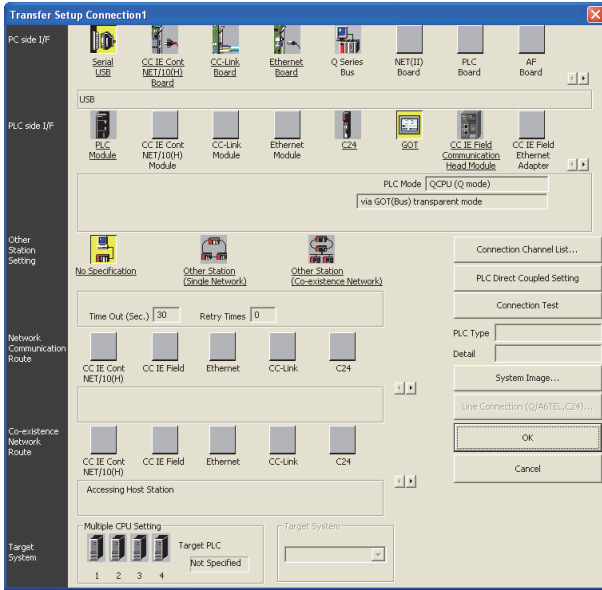 Transfer Setup Connection1
PC side I/F
Serial
USB
CC IE Cont
NET/10(H)
Board
CC-Link
Board
Ethernet
Board
Q Series
Bus
NET(II)
Board
PLC
Board
AF
Board
USB
PLC side I/F
PLC
Module
CC IE Cont
NET/10(H)
Module
CC-Link
Module
Ethernet
Module
C24
GOT
CC IE Field
Communication
Head Module
CC IE Field
Ethernet
Adapter
PLC Mode QCPU (Q mode)
via GOT(Bus) transparent mode
Other
Station
Setting
No Specification
Other Station
(Single Network)
Other Station
(Co-existence Network)
Time Out (Sec.) 30 Retry Times 0
Connection Channel List...
PLC Direct Coupled Setting
Connection Test
PLC Type
Detail
System Image...
Line Connection (Q/A6TEL,C24)...
OK
Cancel
Network
Communication
Route
CC IE Cont
NET/10(H)
CC IE Field
Ethernet
CC-Link
C24
Co-existence
Network
Route
CC IE Cont
NET/10(H)
CC IE Field
Ethernet
CC-Link
C24
Accessing Host Station
Target
System
Multiple CPU Setting
1 2 3 4
Target PLC
Not Specified
Target System